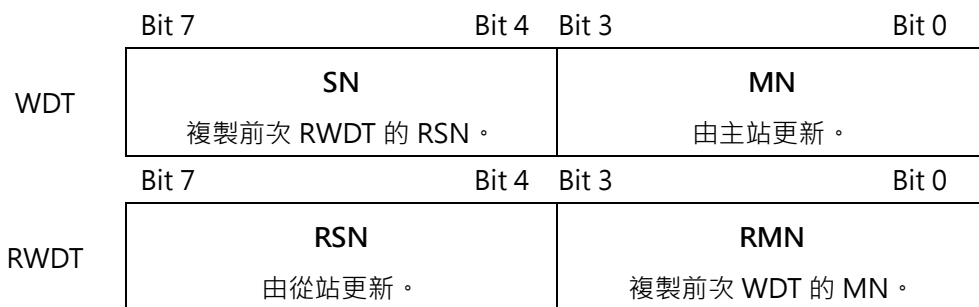 Bit 7 Bit 4 Bit 3 Bit 0
WDT
SN MN
複製前次 RWDT 的 RSN。 由主站更新。
Bit 7 Bit 4 Bit 3 Bit 0
RWDT
RSN RMN
由從站更新。 複製前次 WDT 的 MN。